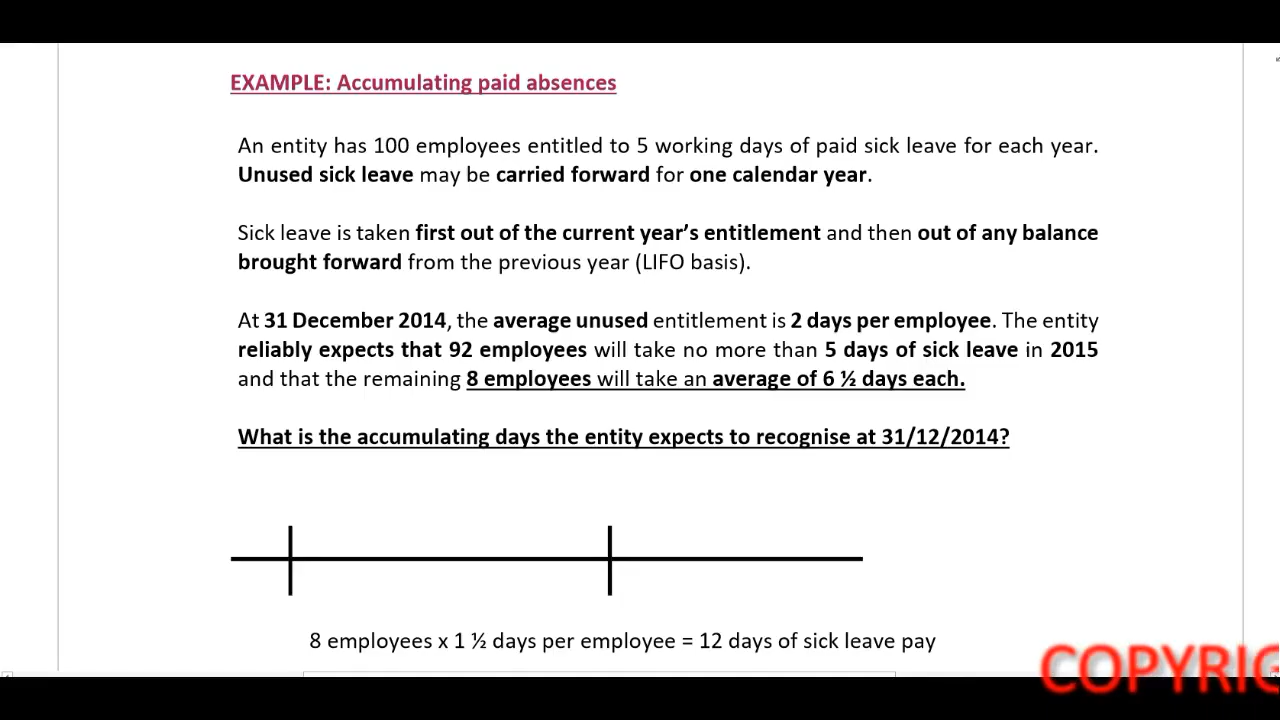 EXAMPLE: Accumulating paid absences
An entity has 100 employees entitled to 5 working days of paid sick leave for each year.
Unused sick leave may be carried forward for one calendar year.
Sick leave is taken first out of the current year’s entitlement and then out of any balance
brought forward from the previous year (LIFO basis).
At 31 December 2014, the average unused entitlement is 2 days per employee. The entity
reliably expects that 92 employees will take no more than 5 days of sick leave in 2015
and that the remaining 8 employees will take an average of 6 ½ days each.
What is the accumulating days the entity expects to recognise at 31/12/2014?
8 employees x 1 ½ days per employee = 12 days of sick leave pay
COPYRIG